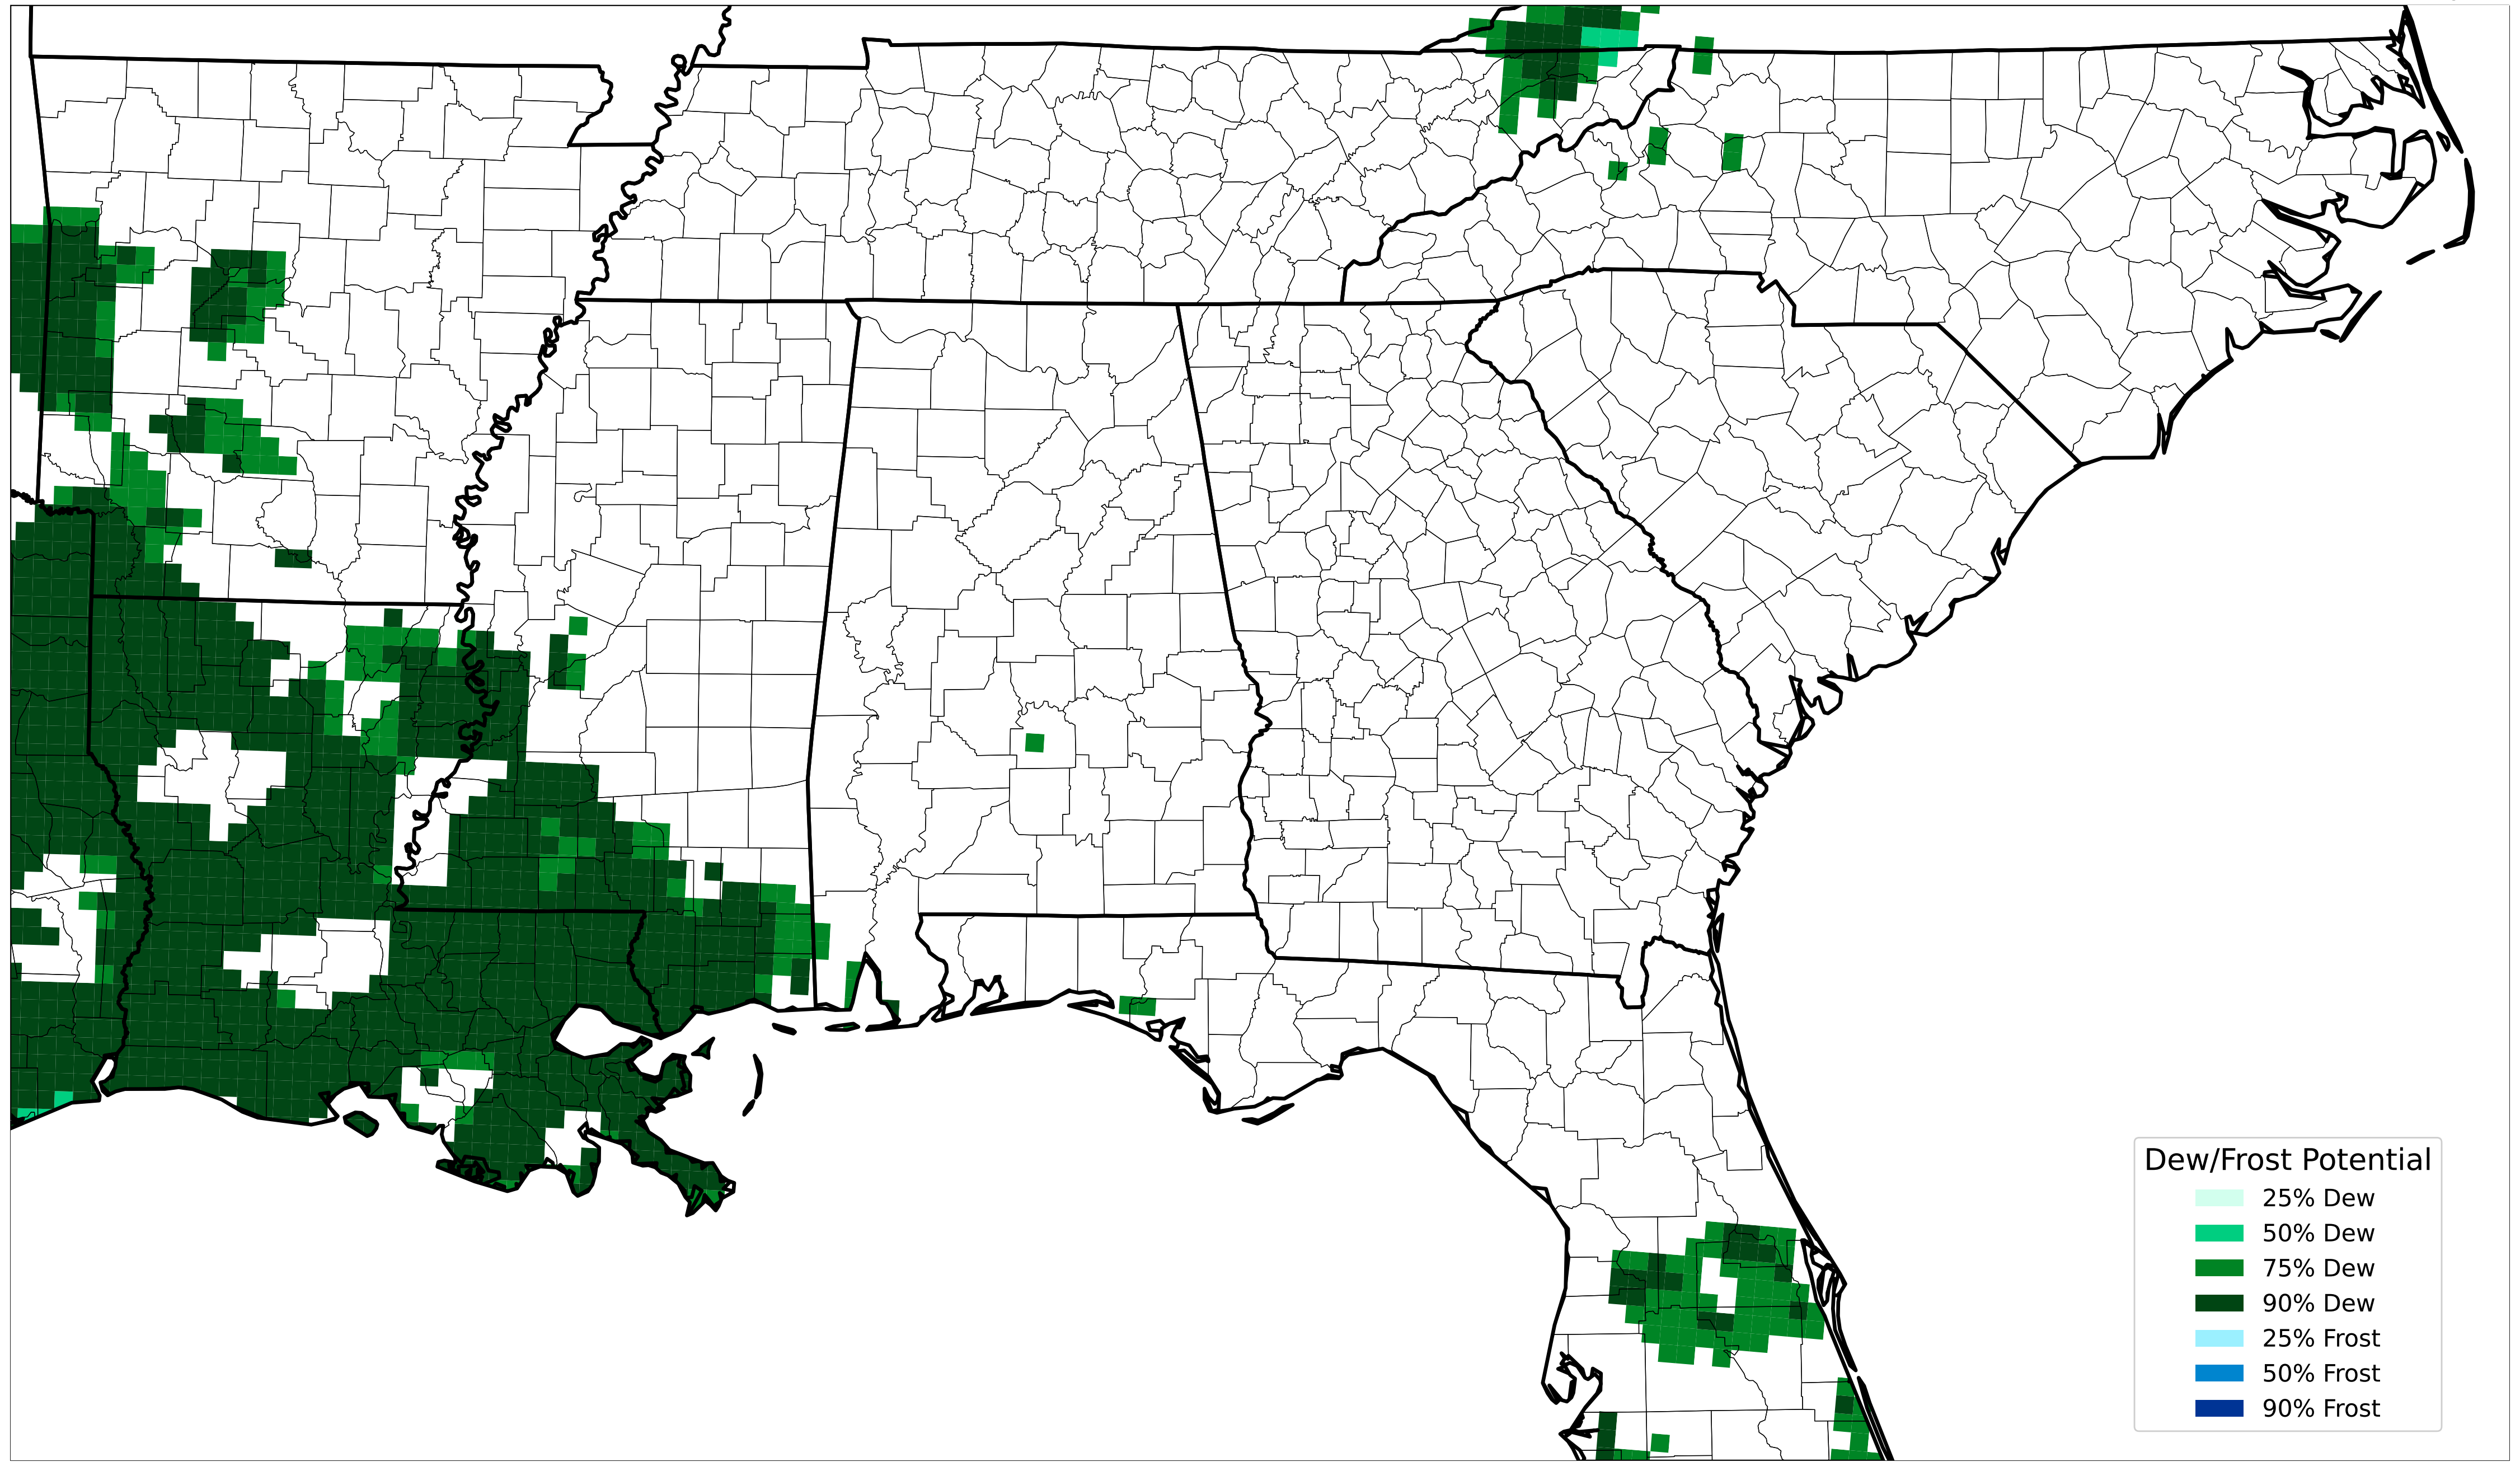 Dew/Frost Potential
25% Dew
50% Dew
75% Dew
90% Dew
25% Frost
50% Frost
90% Frost